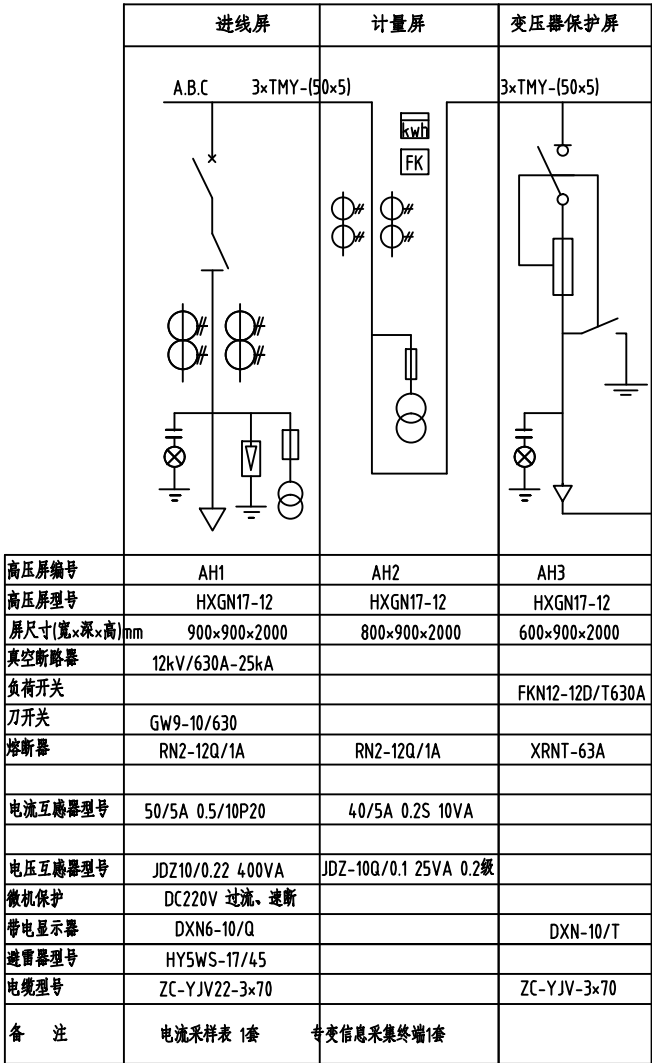 进线屏 计量屏 变压器保护屏
A.B.C 3×TMY-(50×5) 3×TMY-(50×5)
kwh
FK
高压屏编号 AH1 AH2 AH3
高压屏型号 HXGN17-12 HXGN17-12 HXGN17-12
屏尺寸(宽×深×高)mm 900×900×2000 800×900×2000 600×900×2000
真空断路器 12kV/630A-25kA
负荷开关 FKN12-12D/T630A
刀开关 GW9-10/630
熔断器 RN2-12Q/1A RN2-12Q/1A XRNT-63A
电流互感器型号 50/5A 0.5/10P20 40/5A 0.2S 10VA
电压互感器型号 JDZ10/0.22 400VA JDZ-10Q/0.1 25VA 0.2级
微机保护 DC220V 过流、速断
带电显示器 DXN6-10/Q DXN-10/T
避雷器型号 HY5WS-17/45
电缆型号 ZC-YJV22-3×70 ZC-YJV-3×70
备 注 电流采样表 1套 专变信息采集终端1套